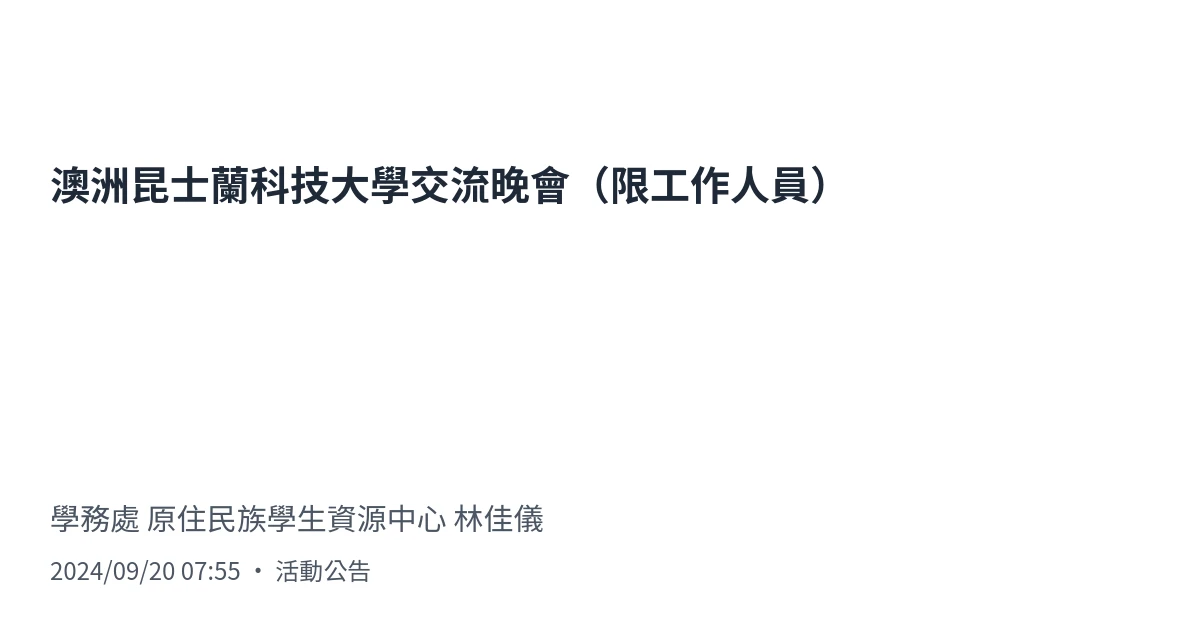 澳洲昆士蘭科技大學交流晚會（限工作人員）
學務處 原住民族學生資源中心 林佳儀
2024/09/20 07:55 • 活動公告